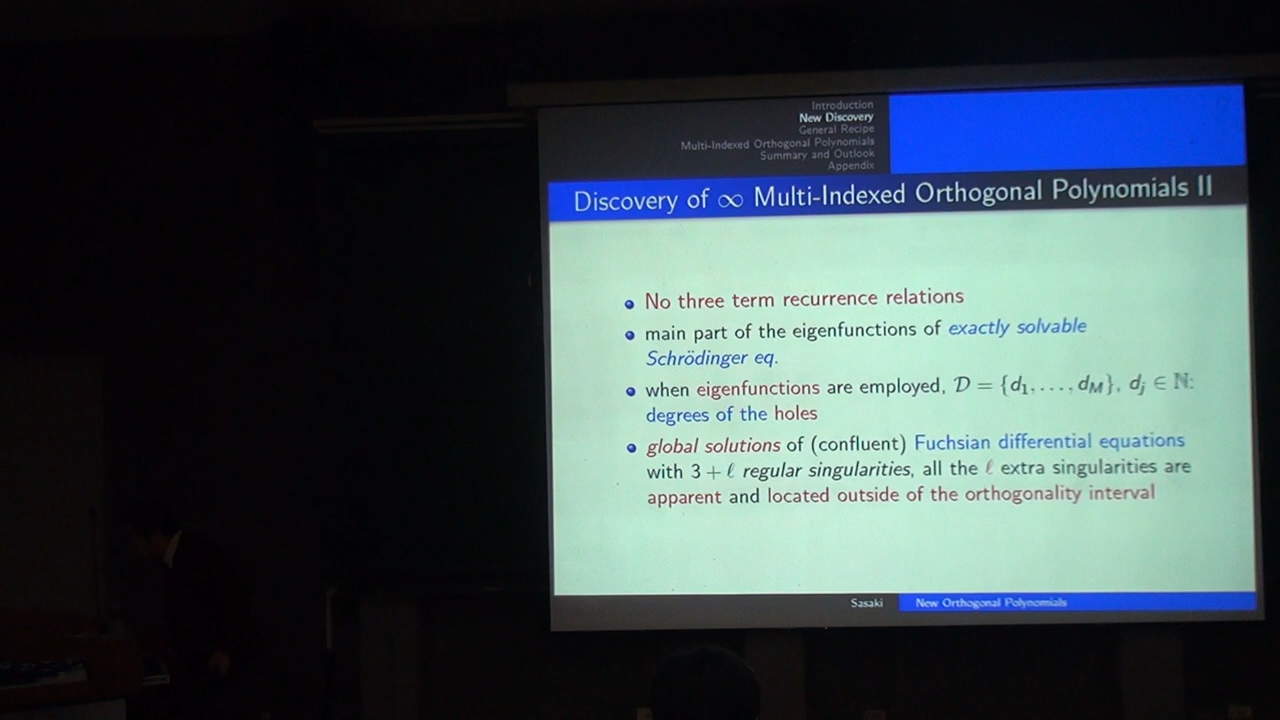 Introduction
New Discovery
General Recipe
Multi-Indexed Orthogonal Polynomials
Summary and Outlook
Appendix
Discovery of ∞ Multi-Indexed Orthogonal Polynomials II
No three term recurrence relations
main part of the eigenfunctions of exactly solvable
Schrödinger eq.
when eigenfunctions are employed, 𝒟 = {d₁, . . . , d_M}, d_j ∈ ℕ:
degrees of the holes
global solutions of (confluent) Fuchsian differential equations
with 3 + ℓ regular singularities, all the ℓ extra singularities are
apparent and located outside of the orthogonality interval
Sasaki New Orthogonal Polynomials